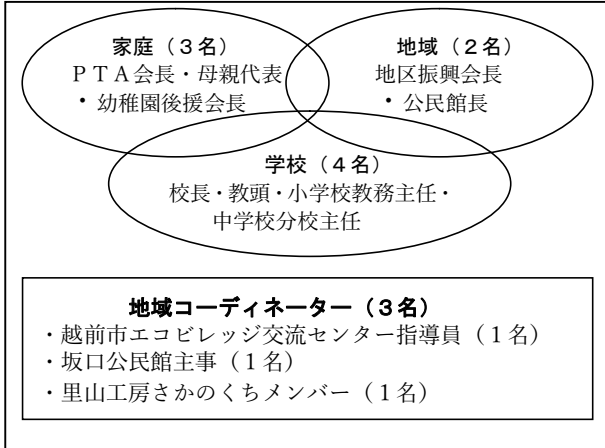 家庭（３名）
ＰＴＡ会長・母親代表
・幼稚園後援会長
地域（２名）
地区振興会長
・公民館長
学校（４名）
校長・教頭・小学校教務主任・
中学校分校主任
地域コーディネーター（３名）
・越前市エコビレッジ交流センター指導員（１名）
・坂口公民館主事（１名）
・里山工房さかのくちメンバー（１名）